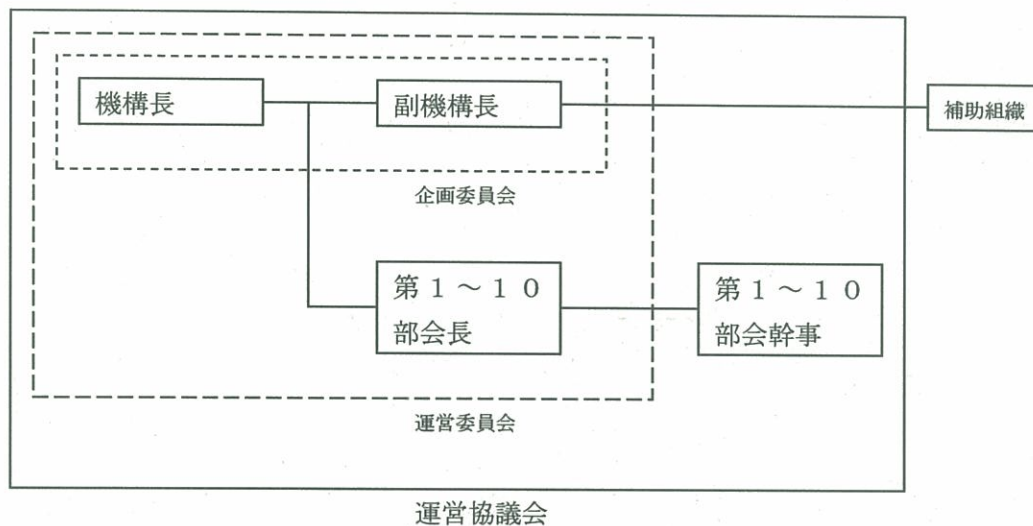 機構長
副機構長
補助組織
企画委員会
第１～１０
部会長
第１～１０
部会幹事
運営委員会
運営協議会